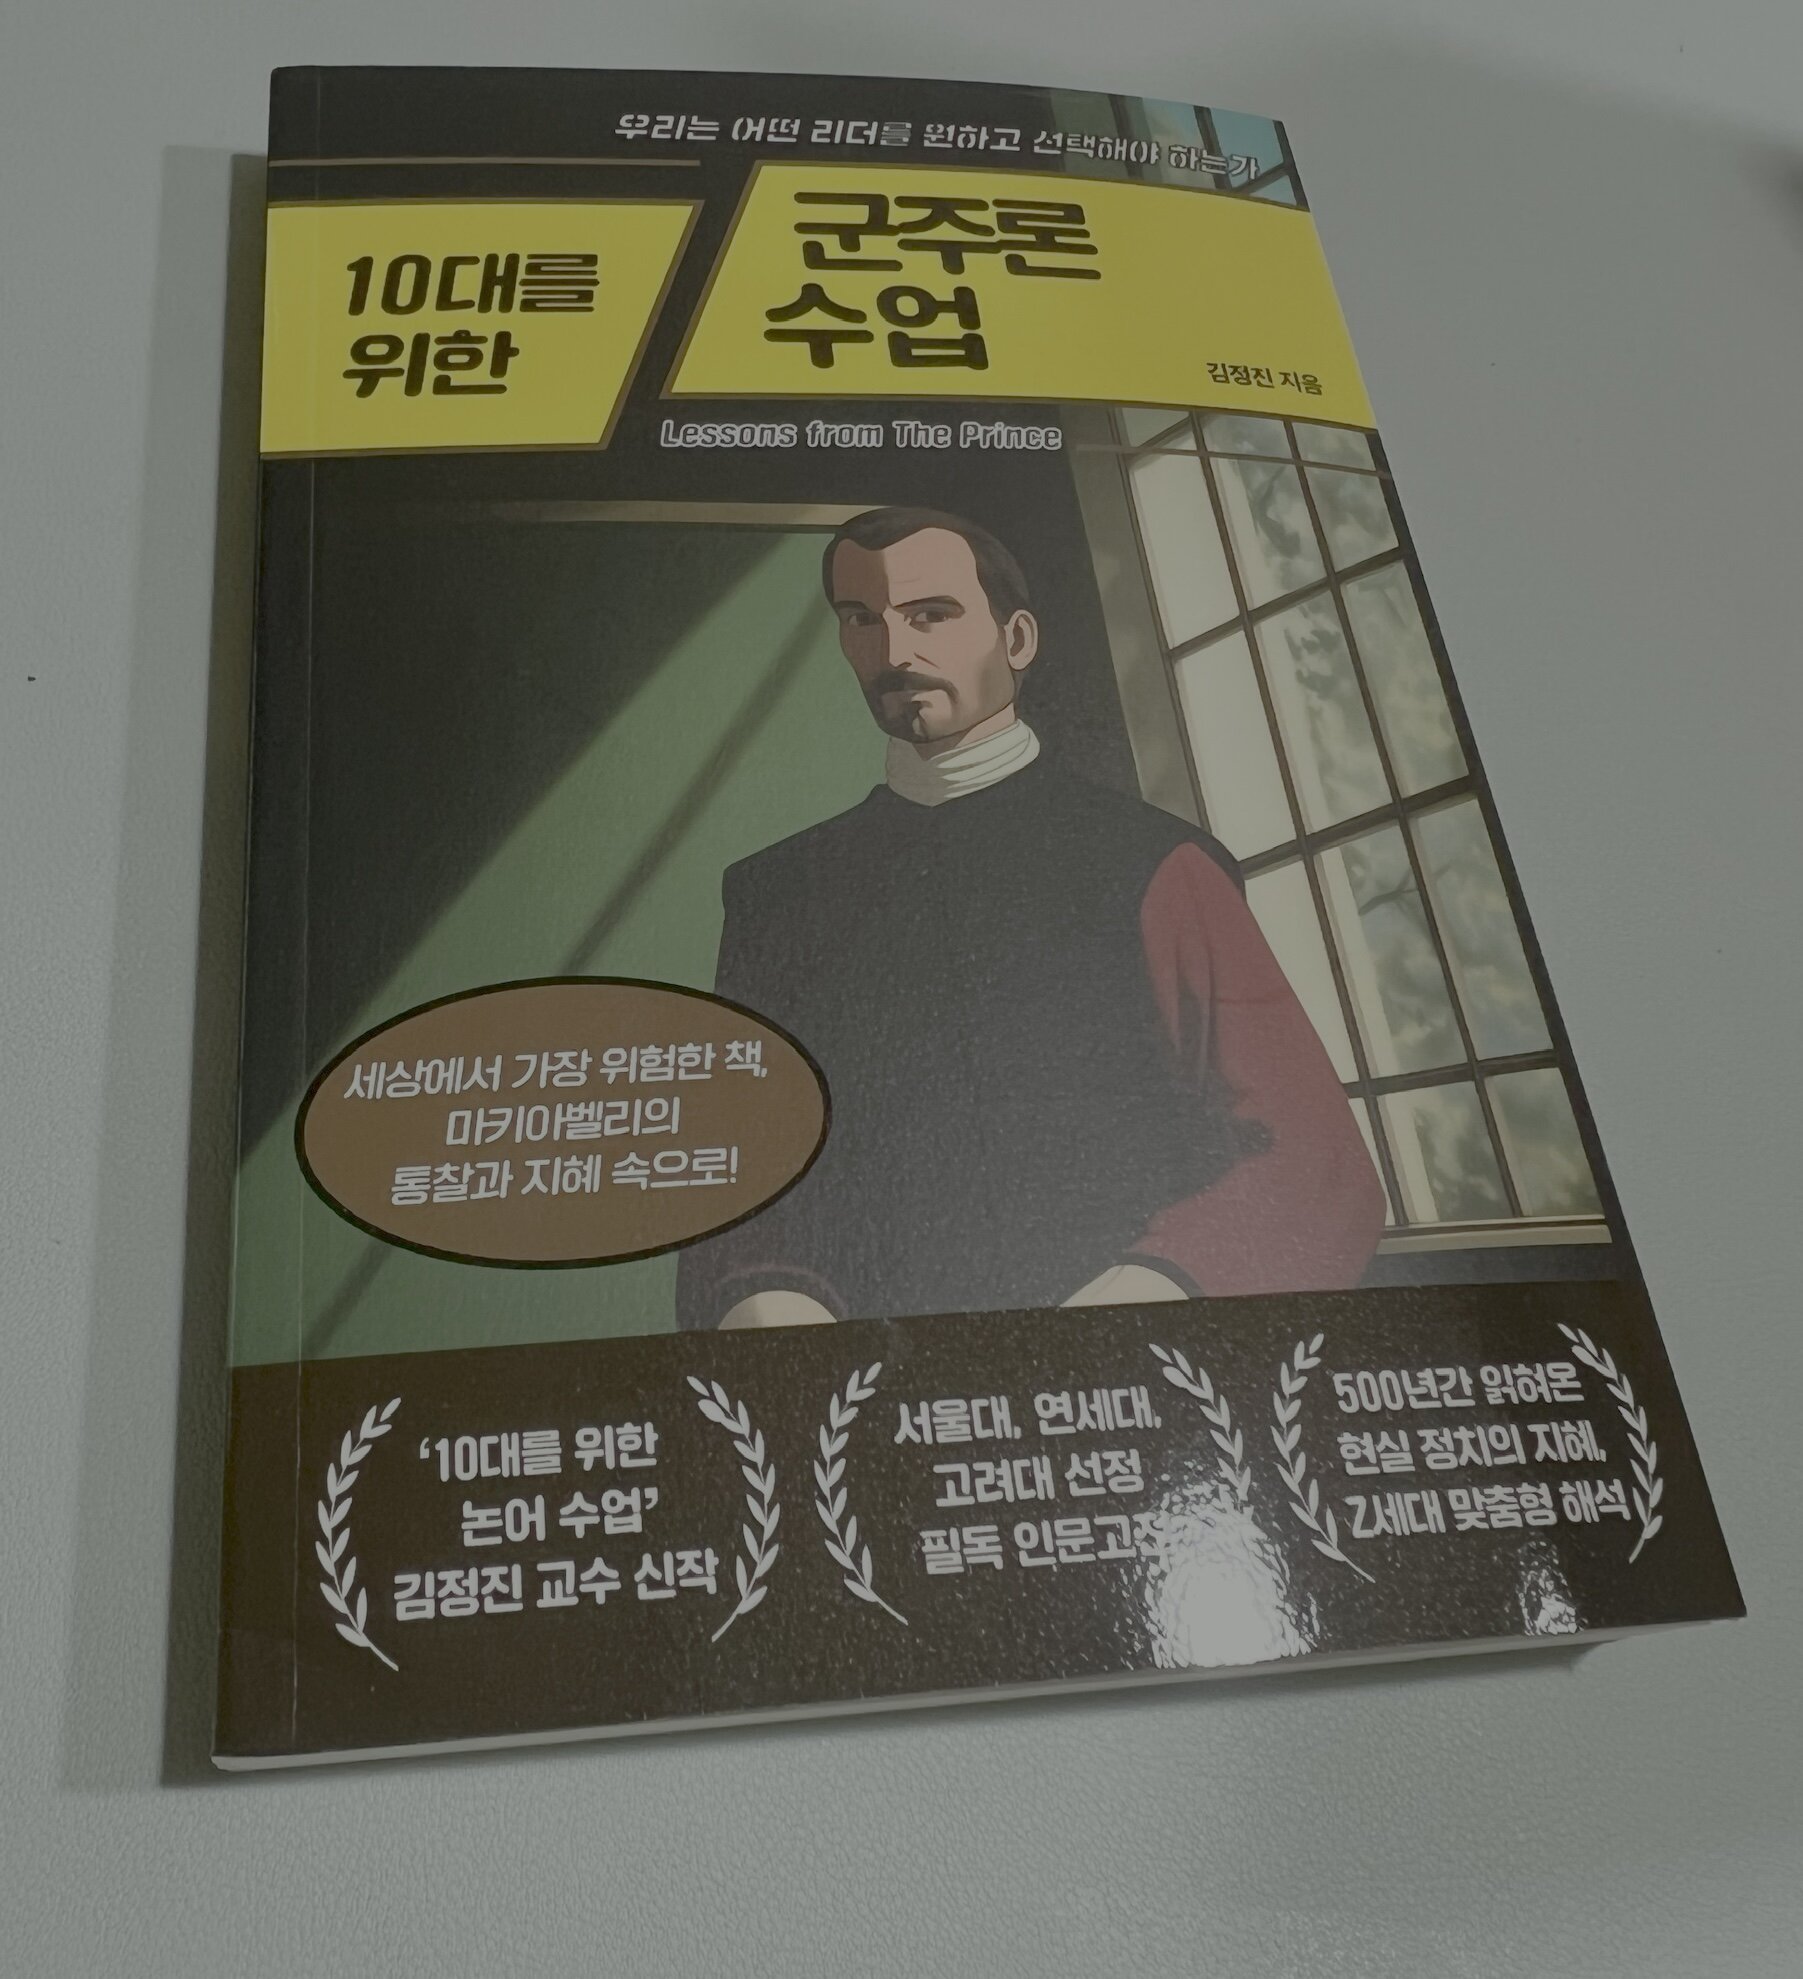 우리는 어떤 리더를 원하고 선택해야 하는가
10대를
위한
군주론
수업
김정진 지음
Lessons from The Prince
세상에서 가장 위험한 책,
마키아벨리의
통찰과 지혜 속으로!
‘10대를 위한
논어 수업’
김정진 교수 신작
서울대, 연세대,
고려대 선정
필독 인문고전
500년간 읽혀온
현실 정치의 지혜,
Z세대 맞춤형 해석